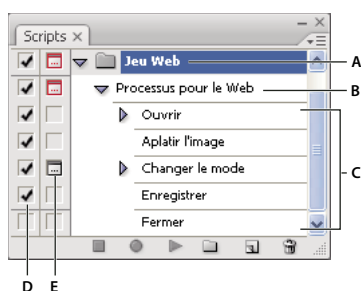 Scripts
Jeu Web
A
Processus pour le Web
B
Ouvrir
Aplatir l'image
Changer le mode
C
Enregistrer
Fermer
D E